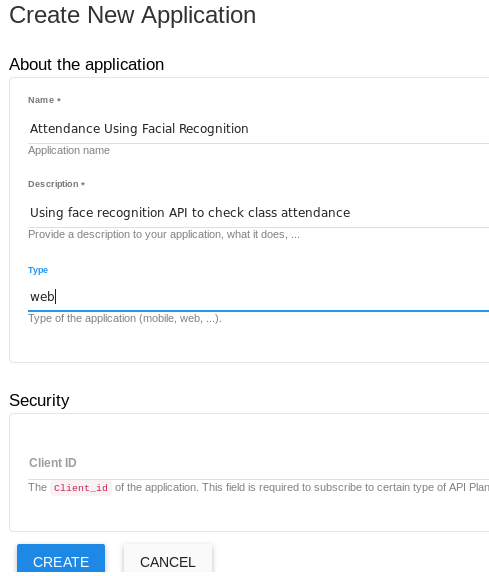 Create New Application
About the application
Name *
Attendance Using Facial Recognition
Application name
Description *
Using face recognition API to check class attendance
Provide a description to your application, what it does, ...
Type
web
Type of the application (mobile, web, ...).
Security
Client ID
The Client_id of the application. This field is required to subscribe to certain type of API Plan
CREATE CANCEL